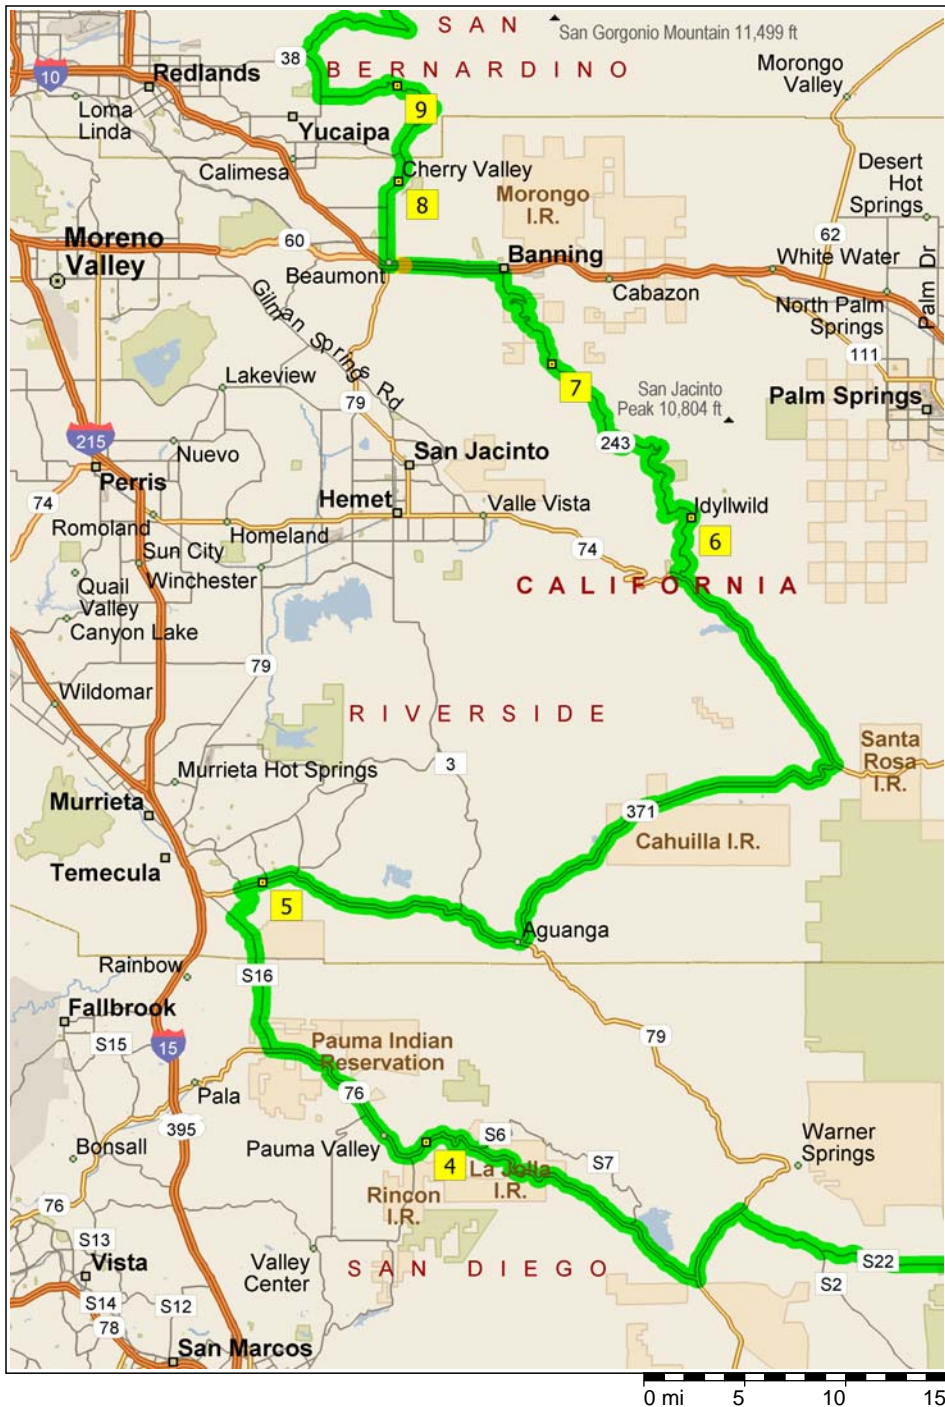 SAN
San Gorgonio Mountain 11,499 ft
38
BERNARDINO
Morongo
Valley
10
Redlands
9
Loma
Linda
Yucaipa
Calimesa
Cherry Valley
Desert
Hot
Springs
8
Morongo
I.R.
Moreno
Valley
60
62
Banning
White Water
Beaumont
Palm Dr
Cabazon
North Palm
Springs
Gilman Springs Rd
111
Lakeview
7
San Jacinto
Peak 10,804 ft
Palm Springs
79
215
243
Nuevo
San Jacinto
Perris
Hemet
Valle Vista
Idyllwild
74
Romoland
Homeland
6
Sun City
74
Quail
Valley
Winchester
CALIFORNIA
Canyon Lake
79
Wildomar
RIVERSIDE
Santa
Rosa
I.R.
3
Murrieta Hot Springs
Murrieta
371
Cahuilla I.R.
Temecula
5
Aguanga
Rainbow
S16
Fallbrook
79
S15
15
Pauma Indian
Reservation
Pala
76
395
Bonsall
Pauma Valley
S6
Warner
Springs
4
La Jolla
I.R.
S7
Rincon
I.R.
76
S13
Vista
Valley
Center
SAN DIEGO
S22
S2
S14
S12
78
San Marcos
0 mi 5 10 15